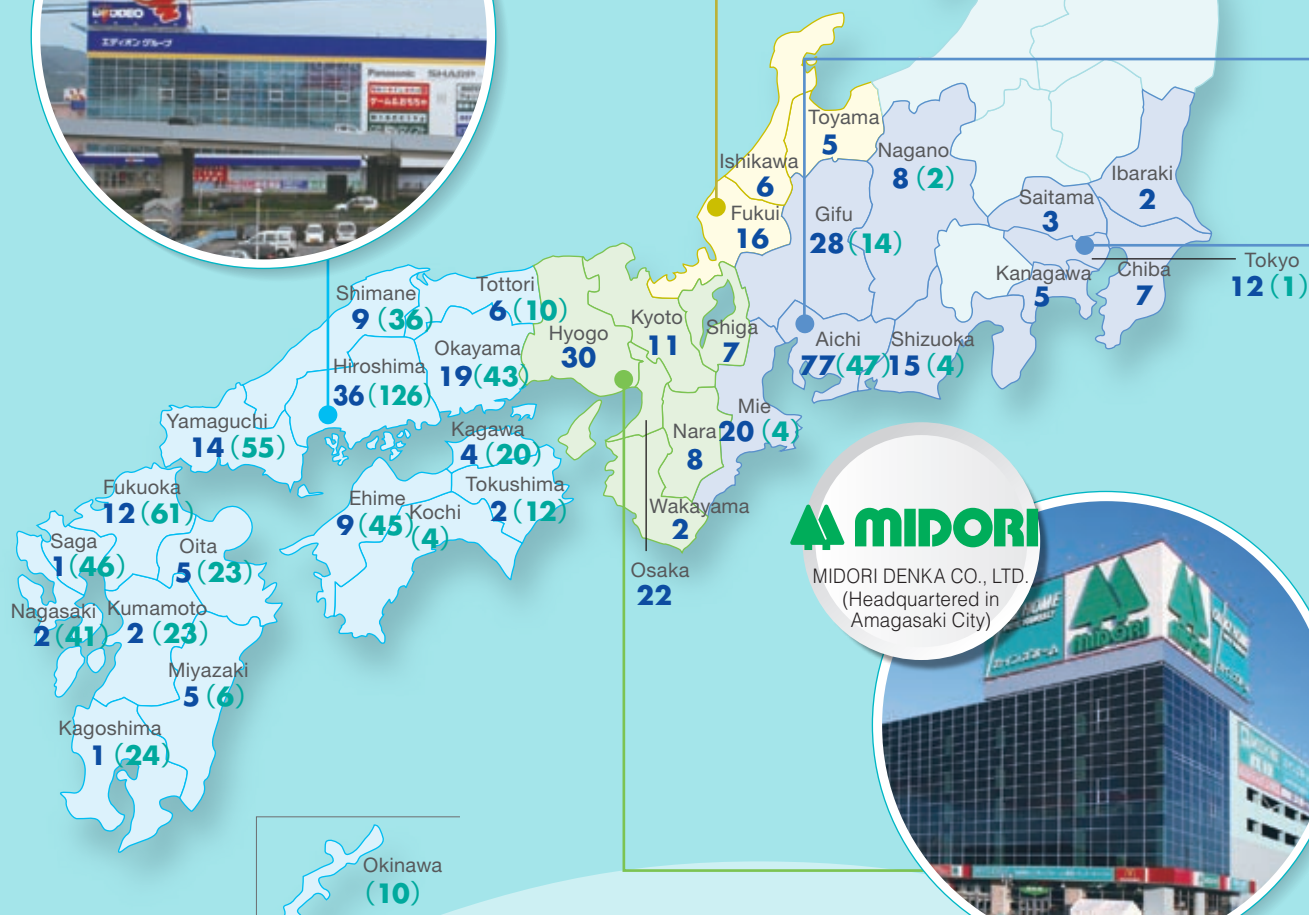 エディオン グループ
Panasonic SHARP
Toyama
5
Ishikawa
6
Fukui
16
Nagano
8 (2)
Gifu
28 (14)
Ibaraki
2
Saitama
3
Kanagawa
5
Chiba
7
Tokyo
12 (1)
Shimane
9 (36)
Tottori
6 (10)
Hiroshima
36 (126)
Okayama
19 (43)
Yamaguchi
14 (55)
Hyogo
30
Kyoto
11
Shiga
7
Aichi
77 (47)
Shizuoka
15 (4)
Mie
20 (4)
Nara
8
Wakayama
2
Osaka
22
Kagawa
4 (20)
Tokushima
2 (12)
Ehime
9 (45)
Kochi
(4)
Fukuoka
12 (61)
Saga
1 (46)
Oita
5 (23)
Nagasaki
2 (41)
Kumamoto
2 (23)
Miyazaki
5 (6)
Kagoshima
1 (24)
Okinawa
(10)
MIDORI
MIDORI DENKA CO., LTD.
(Headquartered in
Amagasaki City)
MIDORI